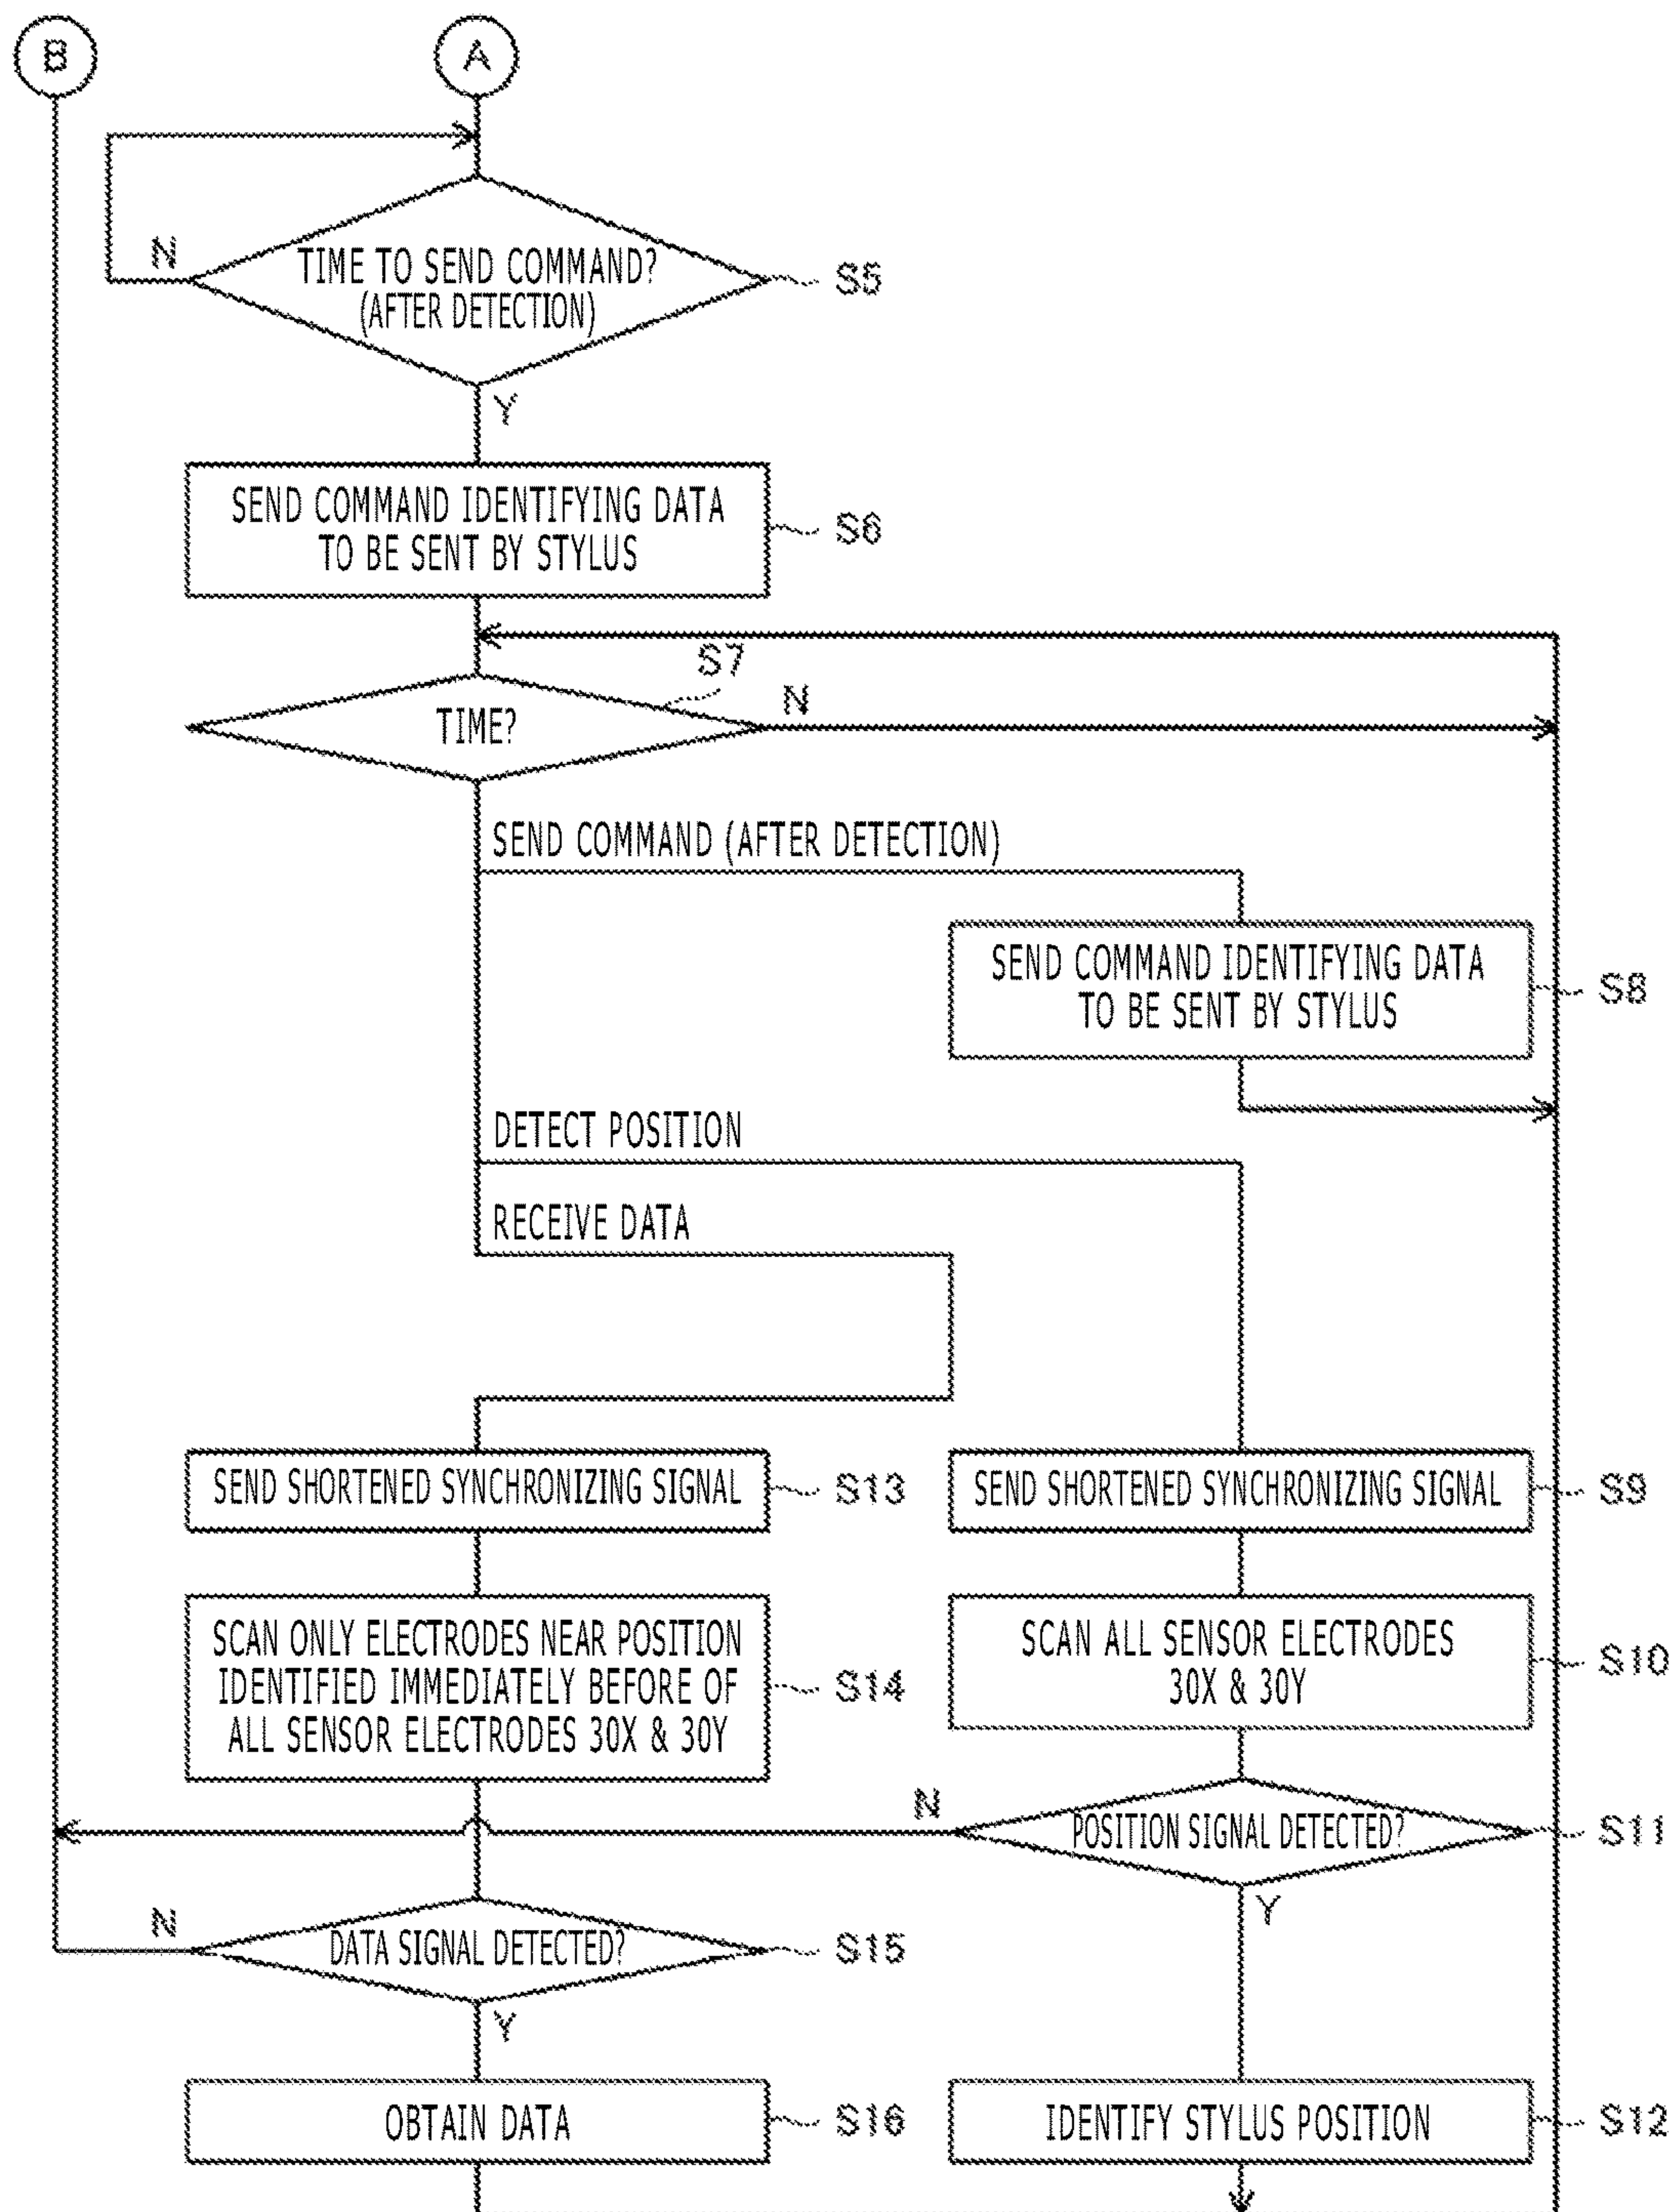 B
A
N
TIME TO SEND COMMAND?
(AFTER DETECTION)
S5
Y
SEND COMMAND IDENTIFYING DATA
TO BE SENT BY STYLUS
S6
S7
N
TIME?
SEND COMMAND (AFTER DETECTION)
SEND COMMAND IDENTIFYING DATA
TO BE SENT BY STYLUS
S8
DETECT POSITION
RECEIVE DATA
SEND SHORTENED SYNCHRONIZING SIGNAL
S13
SEND SHORTENED SYNCHRONIZING SIGNAL
S9
SCAN ONLY ELECTRODES NEAR POSITION
IDENTIFIED IMMEDIATELY BEFORE OF
ALL SENSOR ELECTRODES 30X & 30Y
S14
SCAN ALL SENSOR ELECTRODES
30X & 30Y
S10
N
POSITION SIGNAL DETECTED?
S11
Y
N
DATA SIGNAL DETECTED?
S15
Y
OBTAIN DATA
S16
IDENTIFY STYLUS POSITION
S12